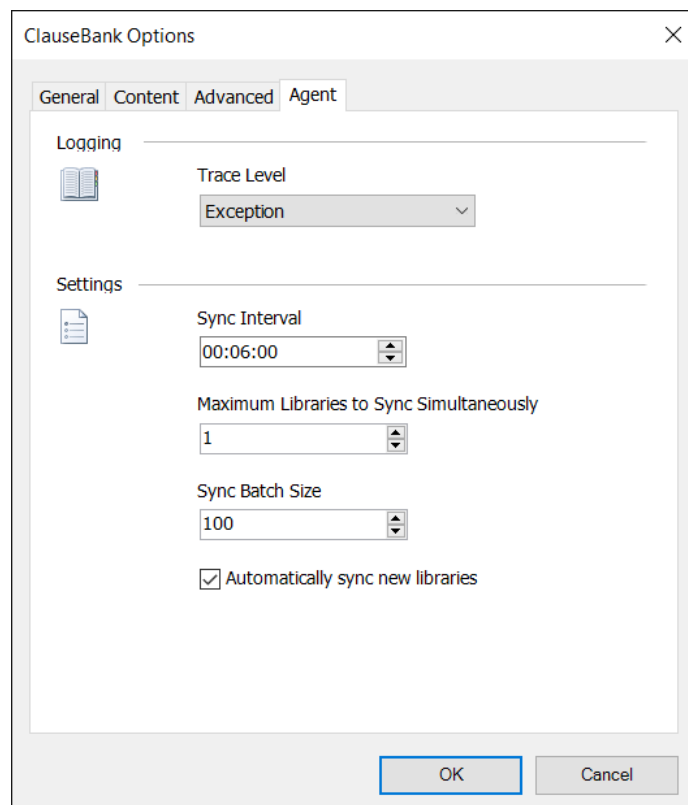 ClauseBank Options
General Content Advanced Agent
Logging
Trace Level
Exception
Settings
Sync Interval
00:06:00
Maximum Libraries to Sync Simultaneously
1
Sync Batch Size
100
Automatically sync new libraries
OK Cancel